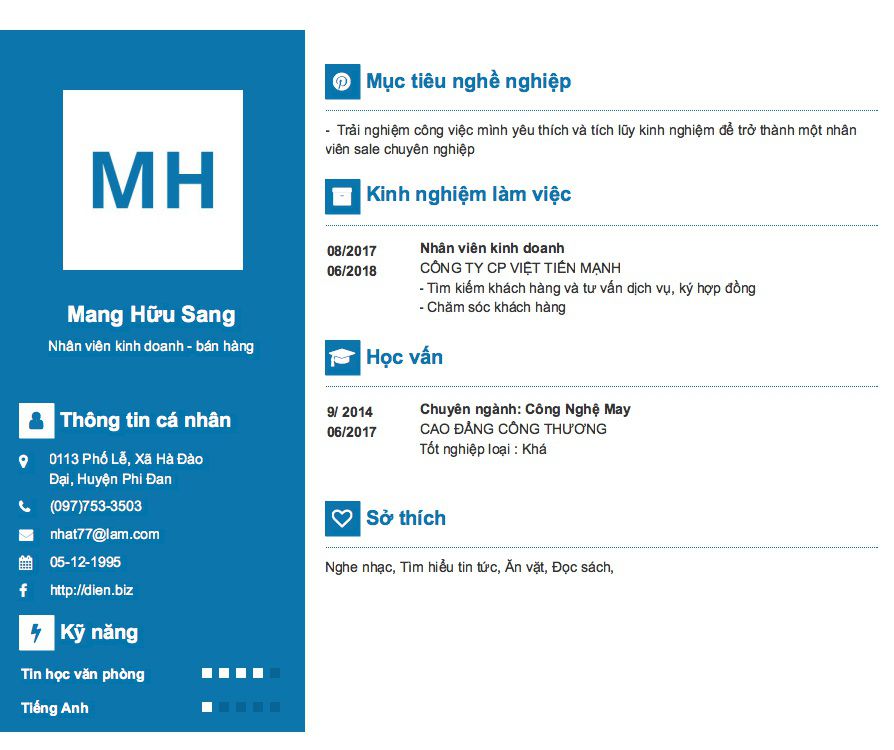 MH
Mang Hữu Sang
Nhân viên kinh doanh - bán hàng
Thông tin cá nhân
0113 Phố Lễ, Xã Hà Đào
Đại, Huyện Phi Đan
(097)753-3503
nhat77@lam.com
05-12-1995
http://dien.biz
Kỹ năng
Tin học văn phòng
Tiếng Anh
Mục tiêu nghề nghiệp
- Trải nghiệm công việc mình yêu thích và tích lũy kinh nghiệm để trở thành một nhân
viên sale chuyên nghiệp
Kinh nghiệm làm việc
08/2017
06/2018
Nhân viên kinh doanh
CÔNG TY CP VIỆT TIẾN MẠNH
- Tìm kiếm khách hàng và tư vấn dịch vụ, ký hợp đồng
- Chăm sóc khách hàng
Học vấn
9/ 2014
06/2017
Chuyên ngành: Công Nghệ May
CAO ĐẲNG CÔNG THƯƠNG
Tốt nghiệp loại : Khá
Sở thích
Nghe nhạc, Tìm hiểu tin tức, Ăn vặt, Đọc sách,